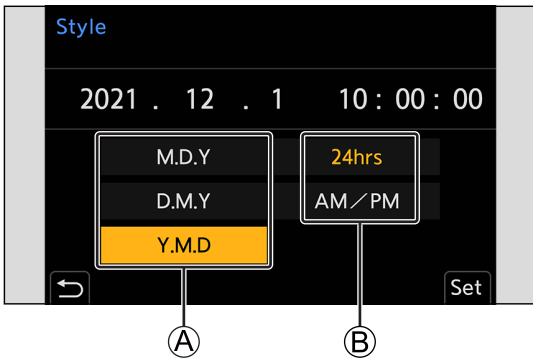 Style
2021 . 12 . 1 10 : 00 : 00
M.D.Y 24hrs
D.M.Y AM／PM
Y.M.D
Set
A B